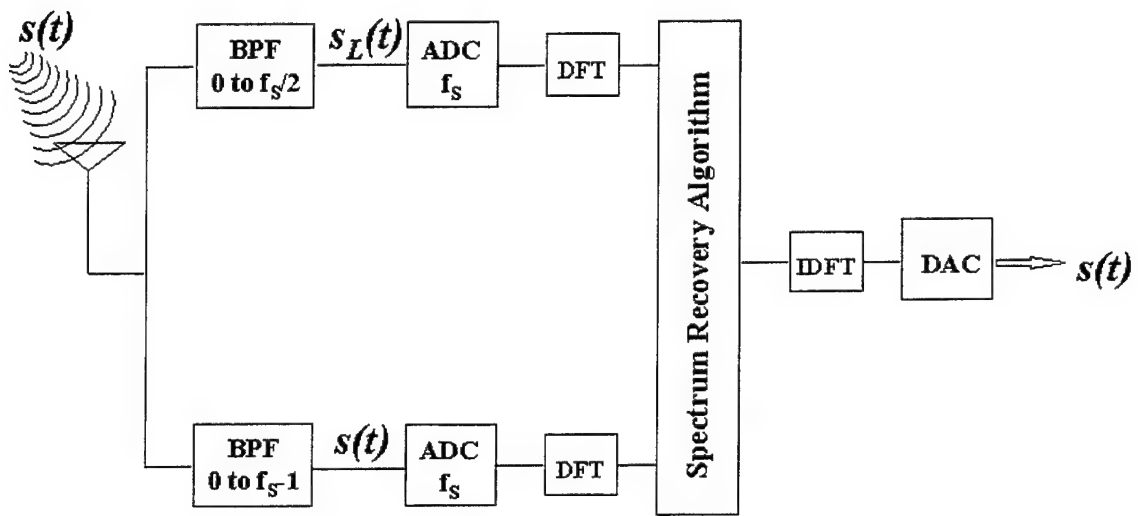 s(t)
BPF
0 to f_S/2
s_L(t)
ADC
f_S
DFT
Spectrum Recovery Algorithm
IDFT
DAC
s(t)
BPF
0 to f_S-1
s(t)
ADC
f_S
DFT